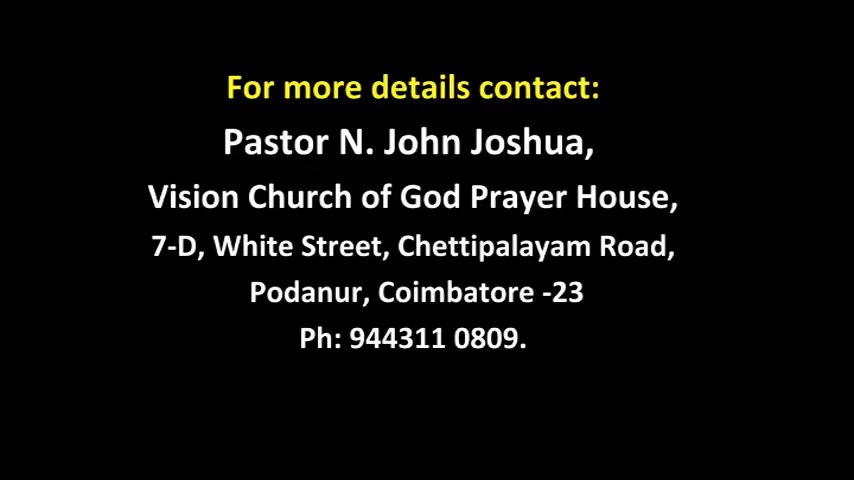 For more details contact:
Pastor N. John Joshua,
Vision Church of God Prayer House,
7-D, White Street, Chettipalayam Road,
Podanur, Coimbatore -23
Ph: 944311 0809.